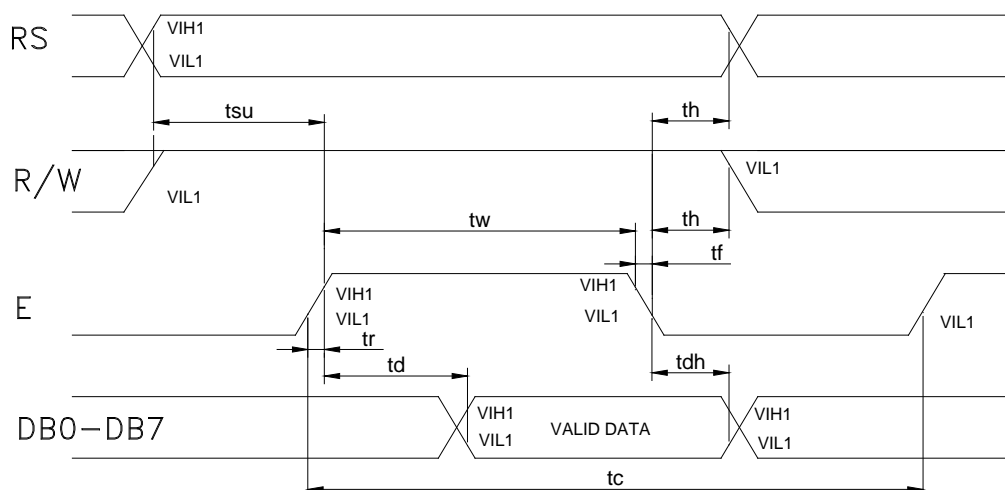 RS
VIH1
VIL1
tsu
th
R/W
VIL1
VIL1
tw
th
tf
E
VIH1
VIL1
VIH1
VIL1
VIL1
tr
td
tdh
DB0-DB7
VIH1
VIL1
VALID DATA
VIH1
VIL1
tc